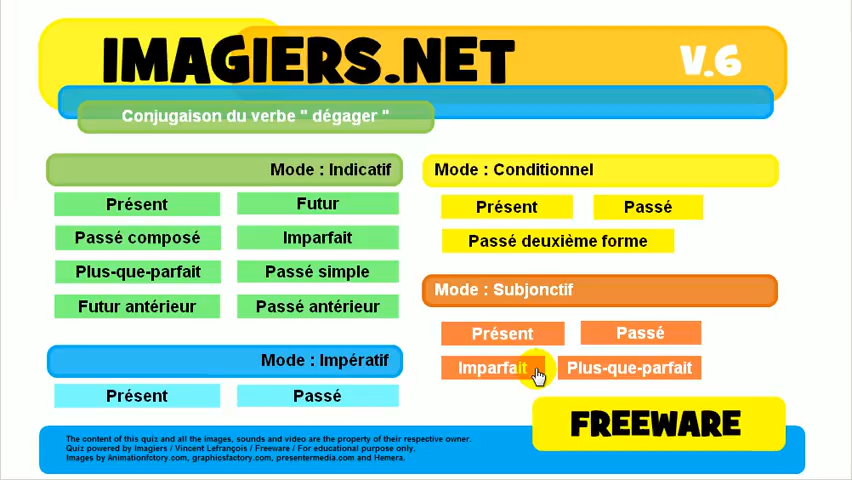 IMAGIERS.NET
V.6
Conjugaison du verbe " dégager "
Mode : Indicatif
Présent
Futur
Passé composé
Imparfait
Plus-que-parfait
Passé simple
Futur antérieur
Passé antérieur
Mode : Impératif
Présent
Passé
Mode : Conditionnel
Présent
Passé
Passé deuxième forme
Mode : Subjonctif
Présent
Passé
Imparfait
Plus-que-parfait
FREEWARE
The content of this quiz and all the images, sounds and video are the property of their respective owner.
Quiz powered by Imagiers / Vincent Lefrançois / Freeware / For educational purpose only.
Images by Animationfctory.com, graphicsfactory.com, presentermedia.com and Hemera.